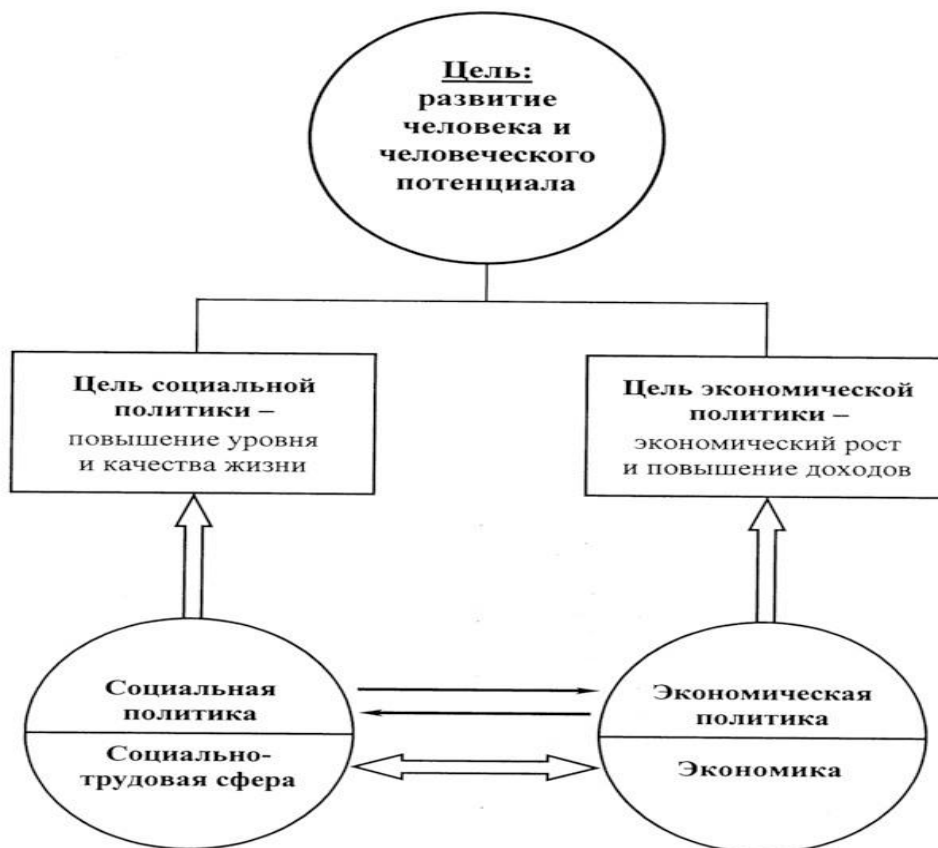 Цель:
развитие
человека и
человеческого
потенциала
Цель социальной
политики –
повышение уровня
и качества жизни
Цель экономической
политики –
экономический рост
и повышение доходов
Социальная
политика
Социально-
трудовая сфера
Экономическая
политика
Экономика